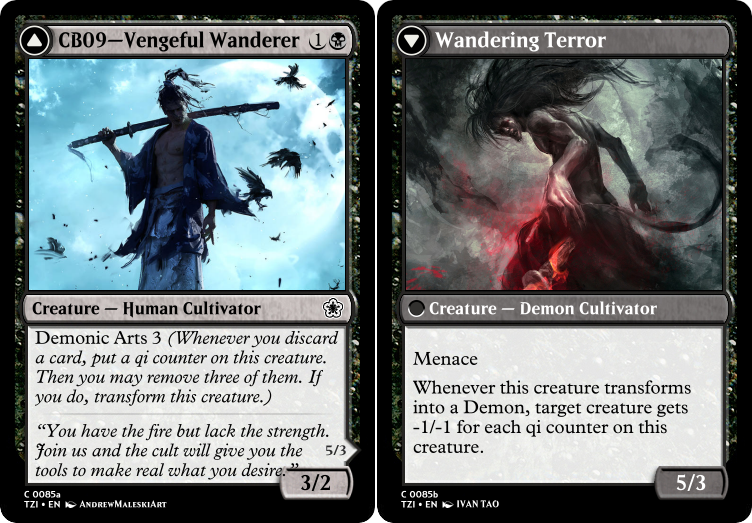 CB09—Vengeful Wanderer 1
Creature — Human Cultivator
Demonic Arts 3 (Whenever you discard
a card, put a qi counter on this creature.
Then you may remove three of them. If
you do, transform this creature.)
“You have the fire but lack the strength.
Join us and the cult will give you the
tools to make real what you desire.”
5/3
3/2
C 0085a
TZI • EN AndrewMaleskiArt
Wandering Terror
Creature — Demon Cultivator
Menace
Whenever this creature transforms
into a Demon, target creature gets
-1/-1 for each qi counter on this
creature.
5/3
C 0085b
TZI • EN IVAN TAO